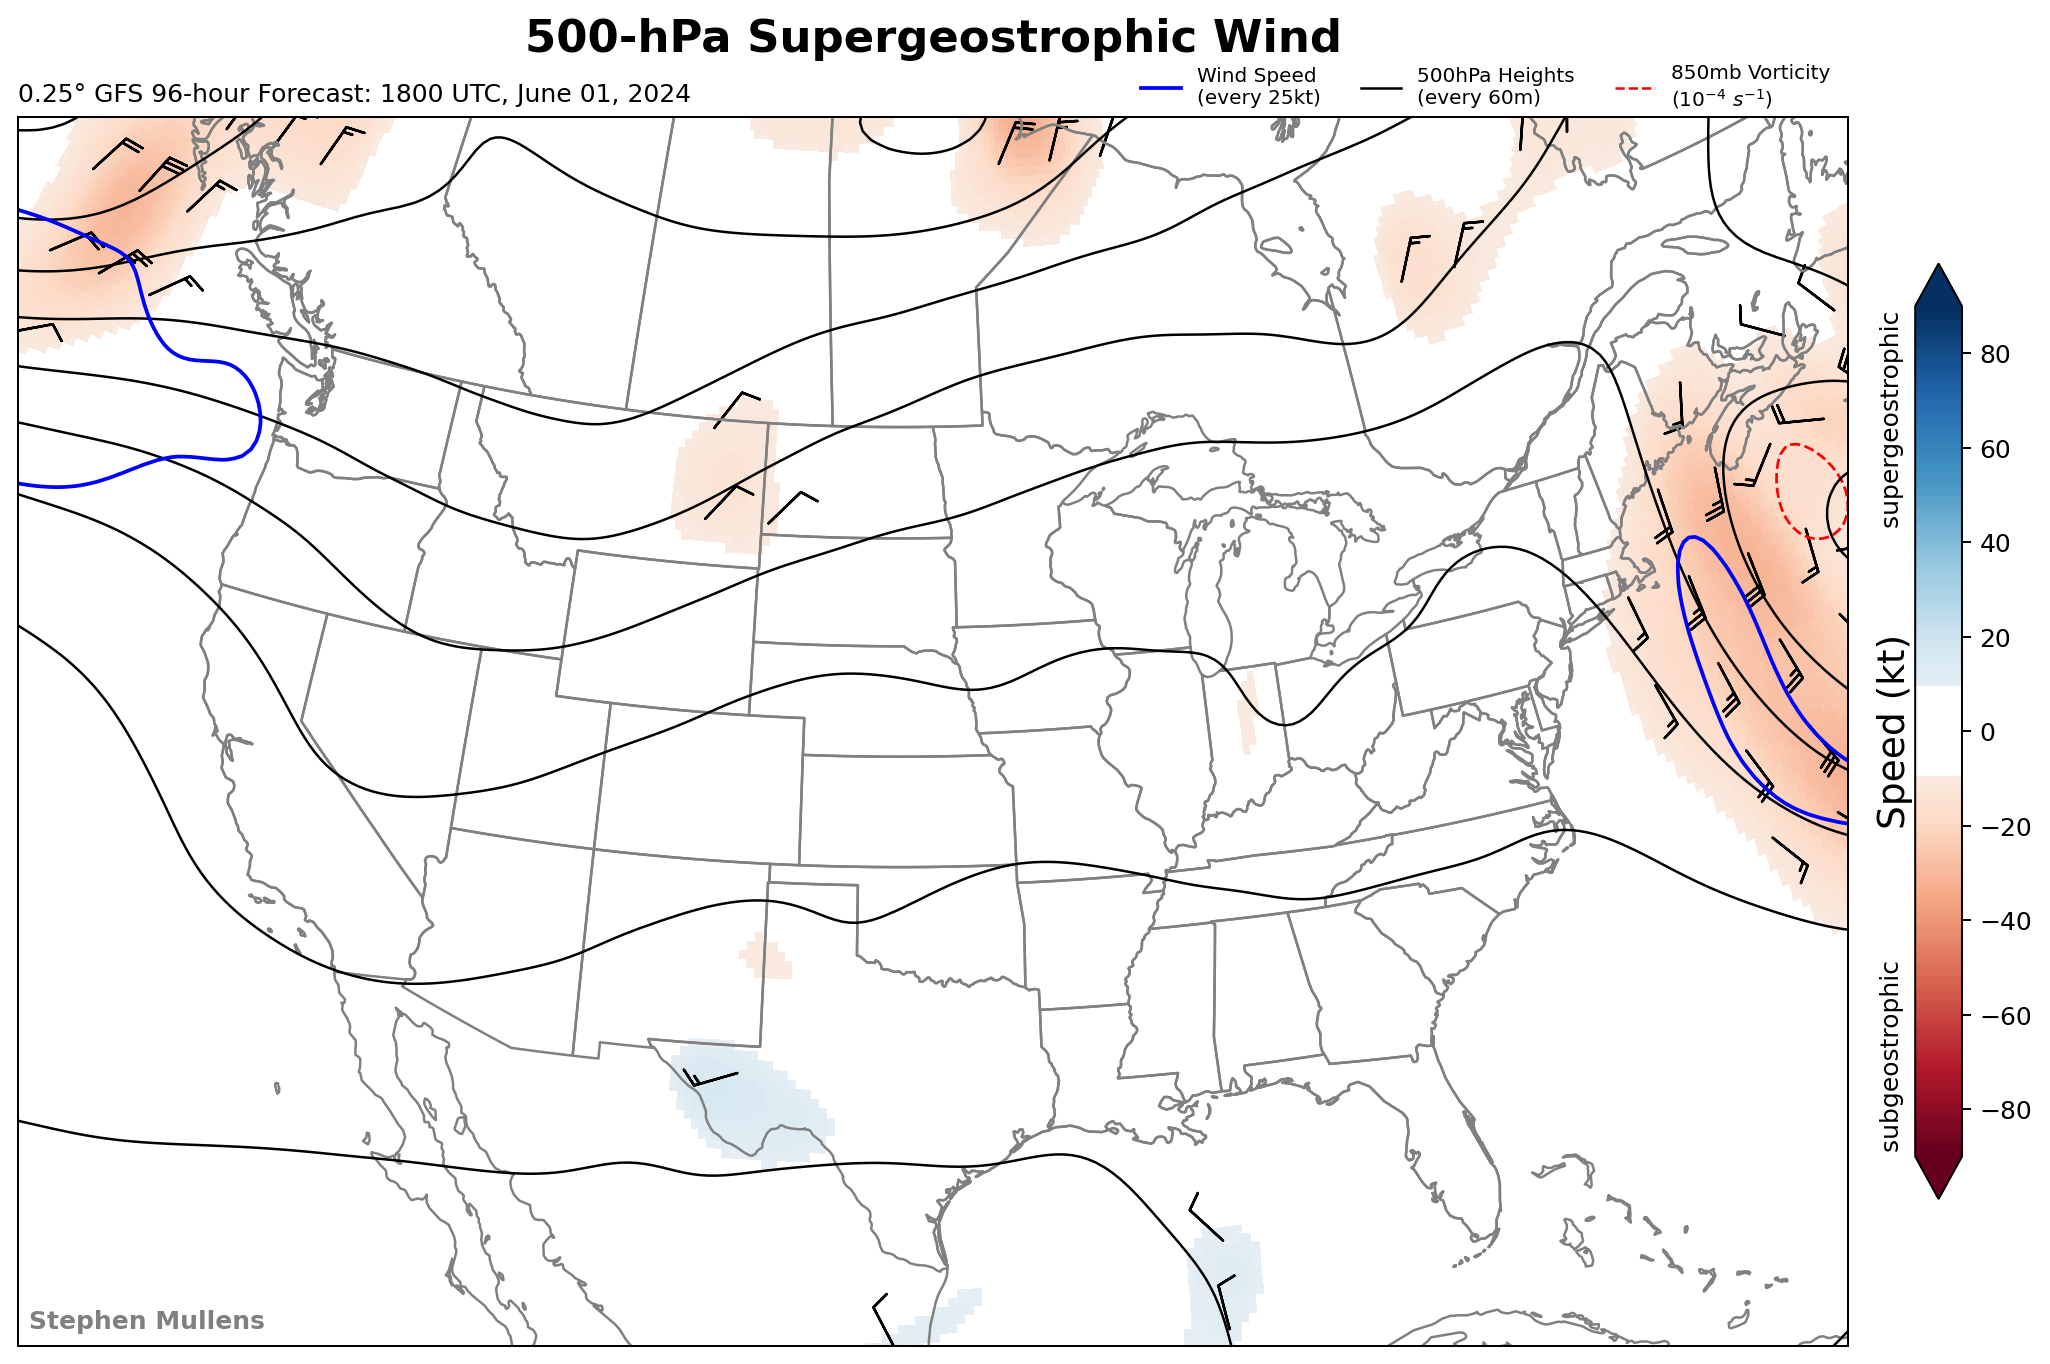 500-hPa Supergeostrophic Wind
0.25° GFS 96-hour Forecast: 1800 UTC, June 01, 2024
Wind Speed
(every 25kt)
500hPa Heights
(every 60m)
850mb Vorticity
(10⁻⁴ s⁻¹)
supergeostrophic
Speed (kt)
subgeostrophic
80
60
40
20
0
−20
−40
−60
−80
Stephen Mullens